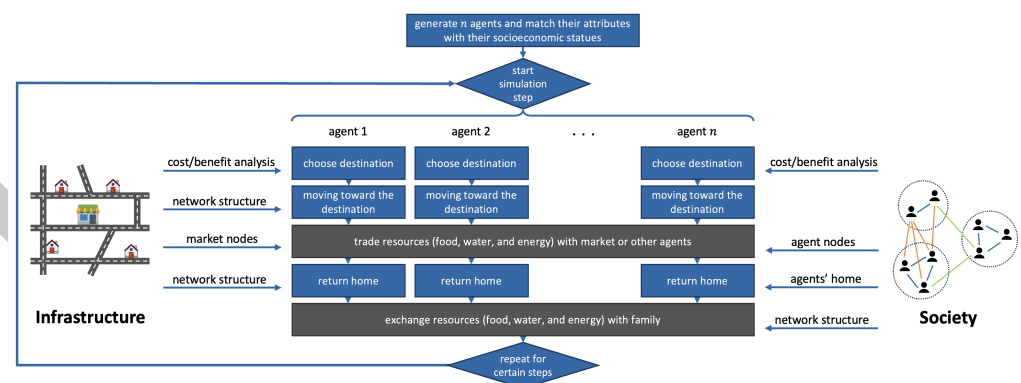 generate n agents and match their attributes
with their socioeconomic statues
start
simulation
step
agent 1
agent 2
. . .
agent n
cost/benefit analysis
choose destination
choose destination
choose destination
cost/benefit analysis
network structure
moving toward the
destination
moving toward the
destination
moving toward the
destination
market nodes
trade resources (food, water, and energy) with market or other agents
agent nodes
network structure
return home
return home
return home
agents' home
Infrastructure
exchange resources (food, water, and energy) with family
network structure
Society
repeat for
certain steps